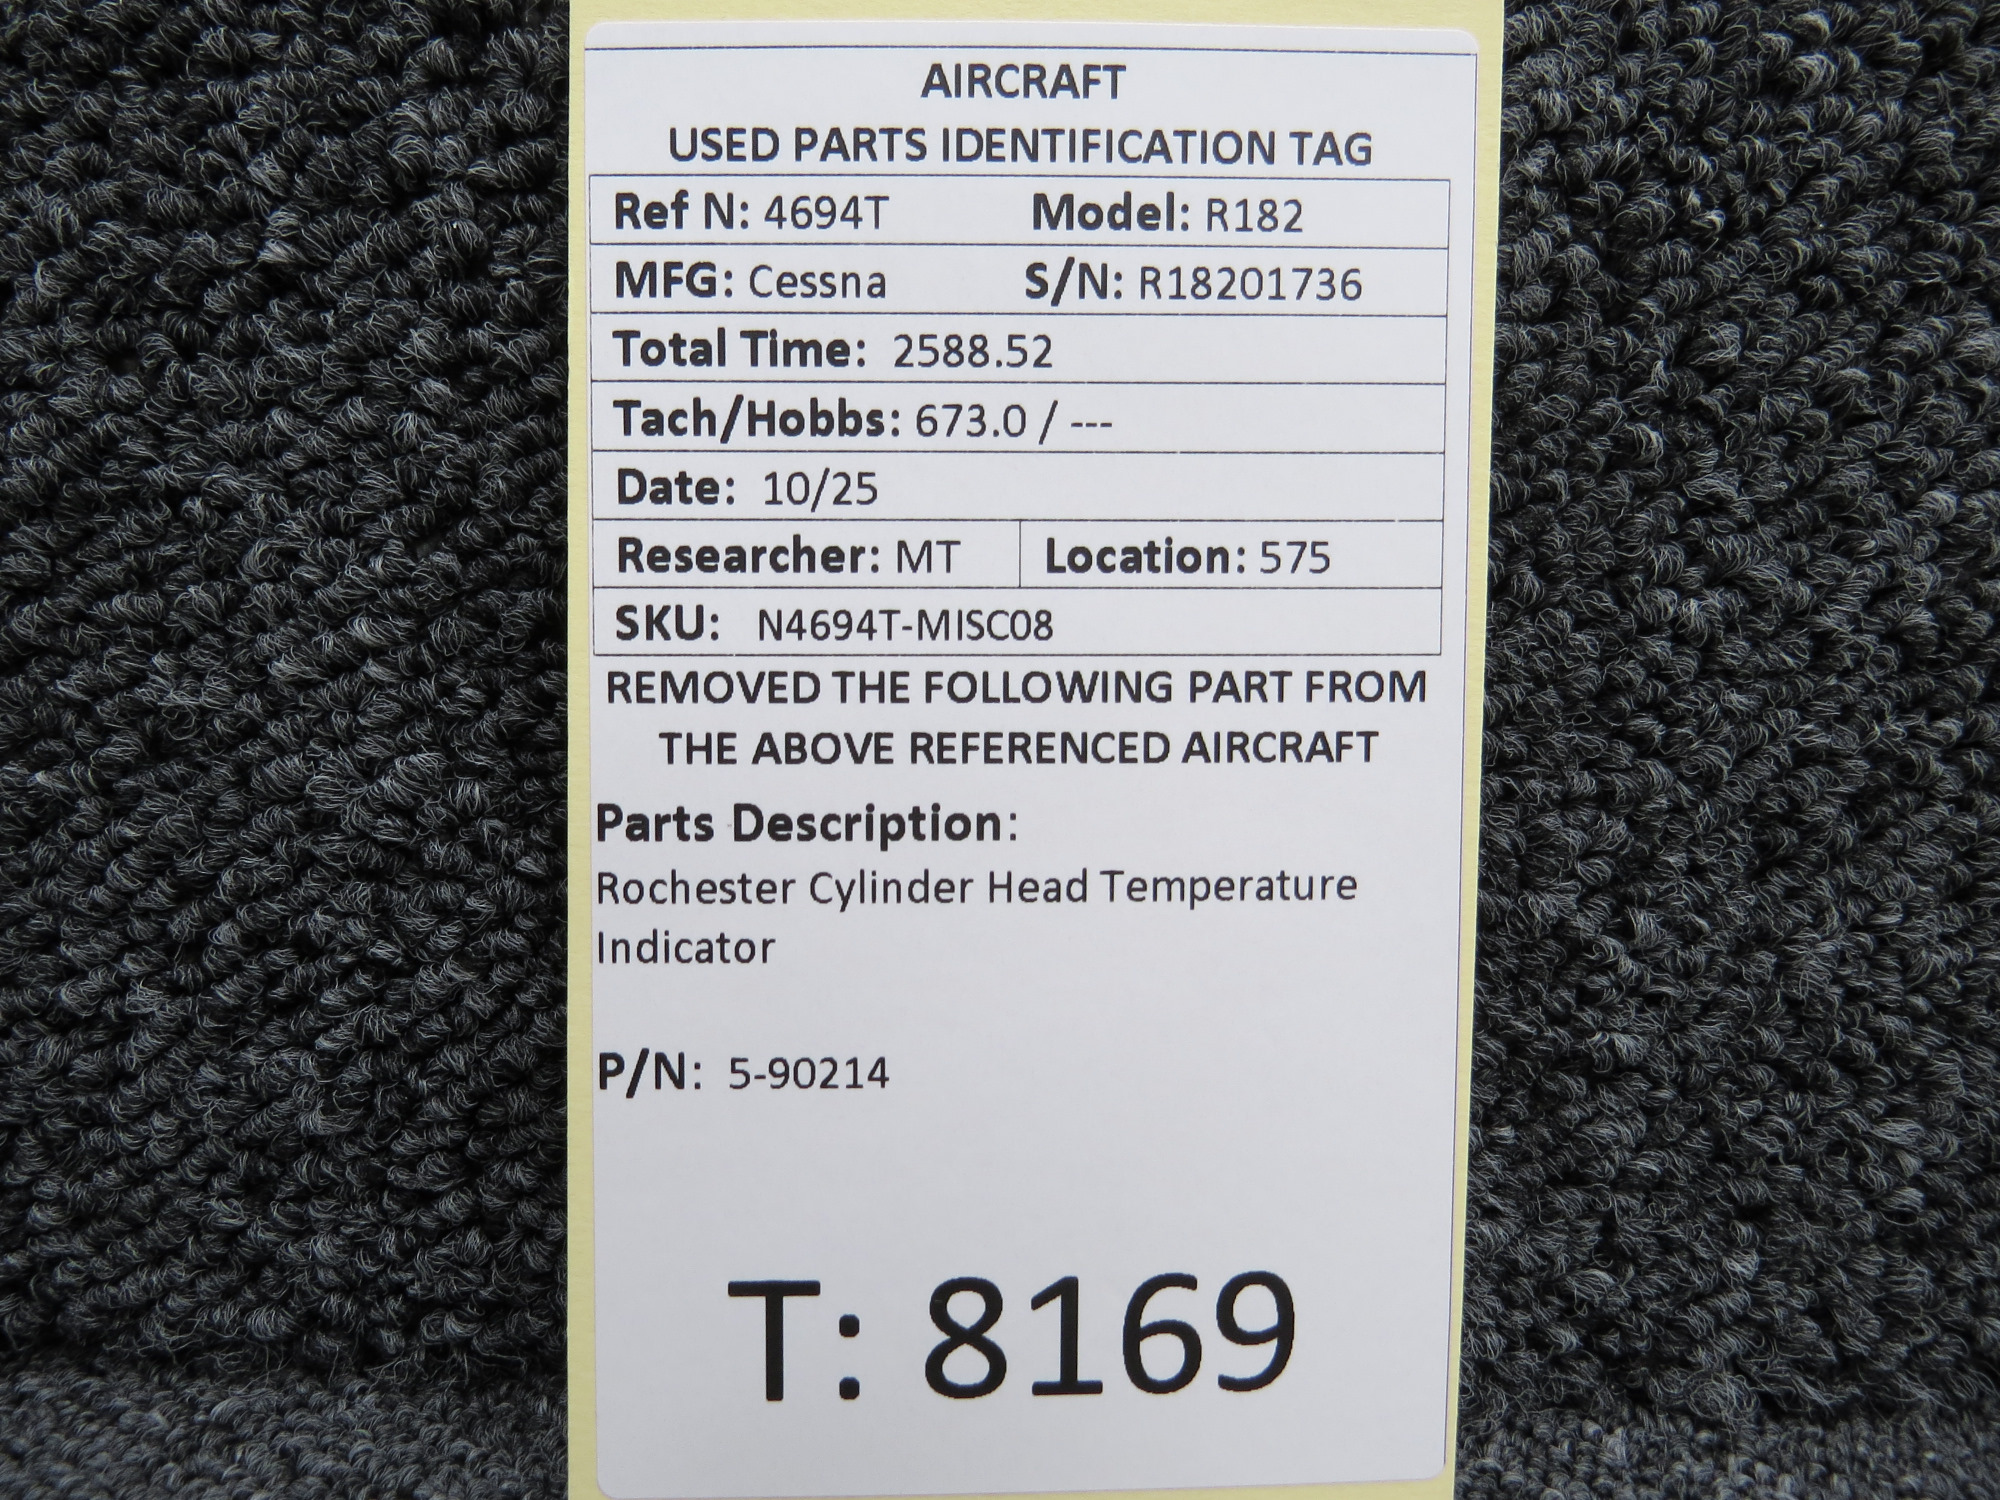 AIRCRAFT
USED PARTS IDENTIFICATION TAG
Ref N: 4694T Model: R182
MFG: Cessna S/N: R18201736
Total Time: 2588.52
Tach/Hobbs: 673.0 / ---
Date: 10/25
Researcher: MT Location: 575
SKU: N4694T-MISC08
REMOVED THE FOLLOWING PART FROM
THE ABOVE REFERENCED AIRCRAFT
Parts Description:
Rochester Cylinder Head Temperature
Indicator
P/N: 5-90214
T: 8169